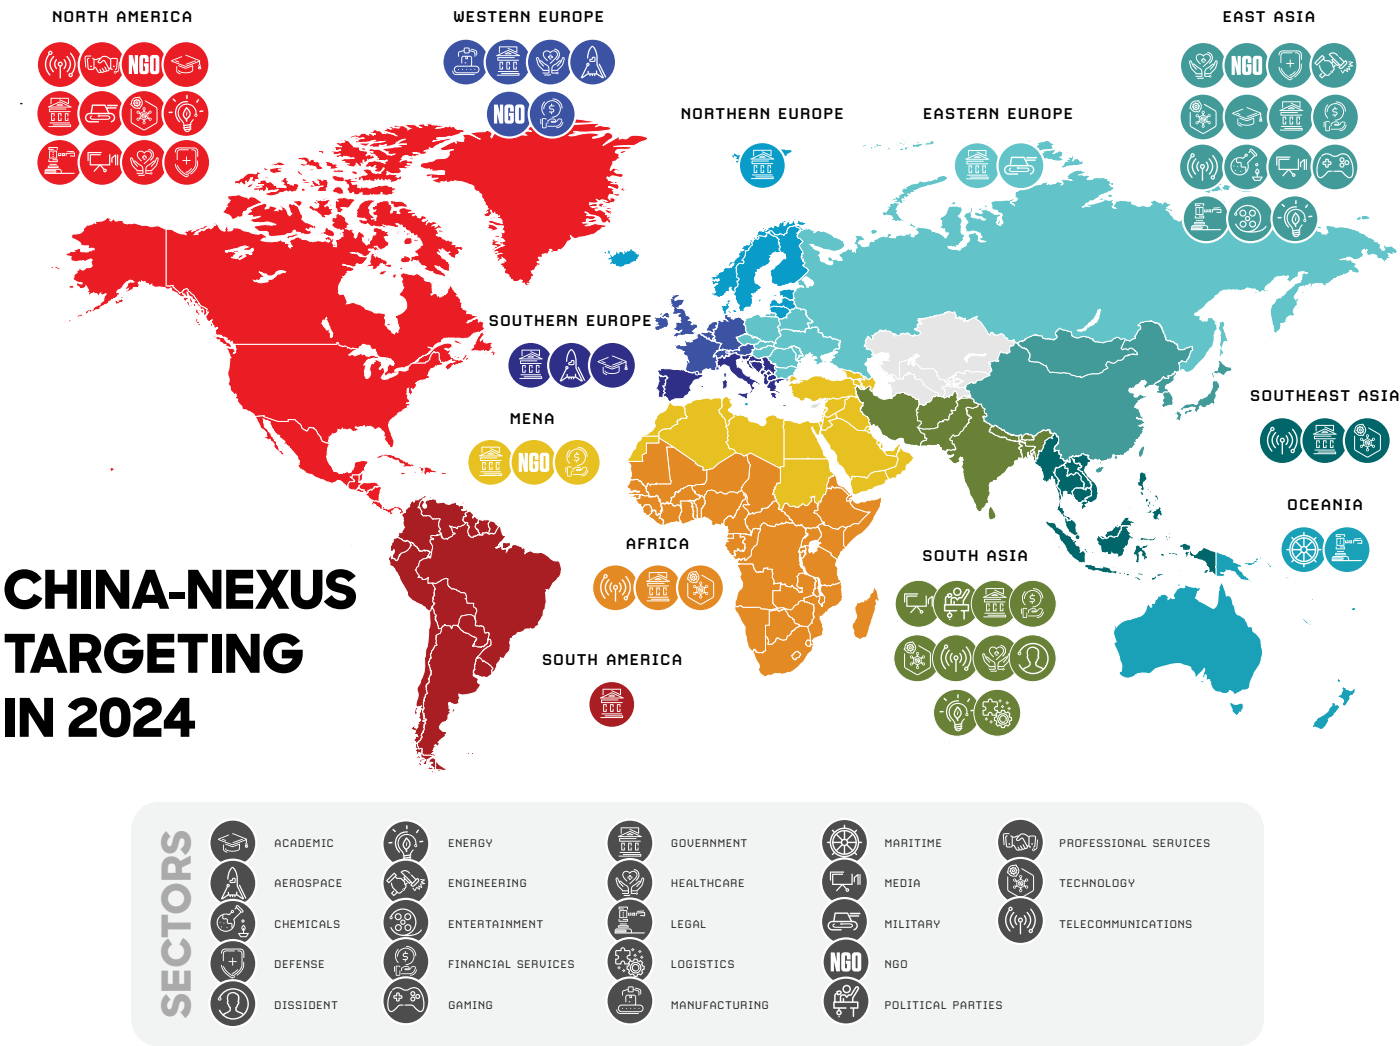 NORTH AMERICA
NGO
WESTERN EUROPE
NGO
NORTHERN EUROPE
EASTERN EUROPE
EAST ASIA
NGO
SOUTHERN EUROPE
MENA
NGO
SOUTHEAST ASIA
OCEANIA
AFRICA
SOUTH ASIA
SOUTH AMERICA
CHINA-NEXUS
TARGETING
IN 2024
SECTORS
ACADEMIC
AEROSPACE
CHEMICALS
DEFENSE
DISSIDENT
ENERGY
ENGINEERING
ENTERTAINMENT
FINANCIAL SERVICES
GAMING
GOVERNMENT
HEALTHCARE
LEGAL
LOGISTICS
MANUFACTURING
MARITIME
MEDIA
MILITARY
NGO NGO
POLITICAL PARTIES
PROFESSIONAL SERVICES
TECHNOLOGY
TELECOMMUNICATIONS